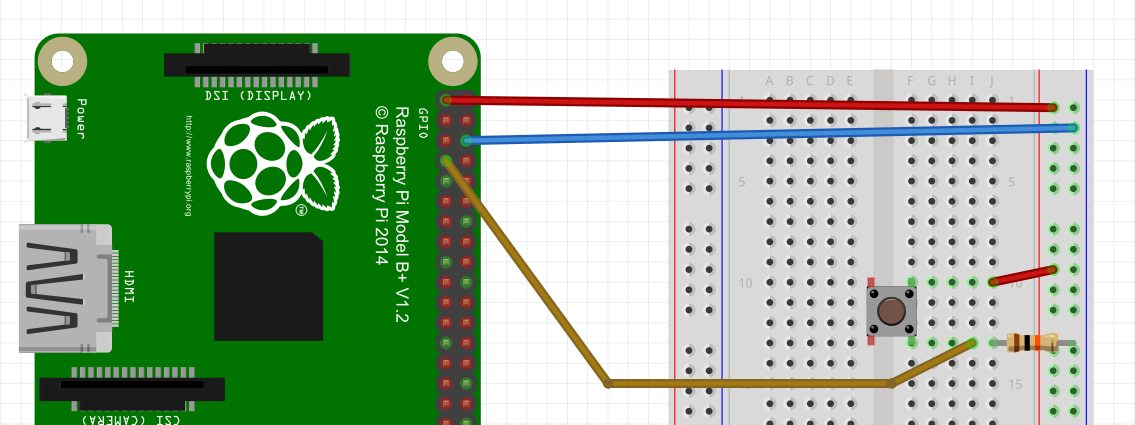 DSI (DISPLAY)
Power
http://www.raspberrypi.org
Raspberry Pi Model B+ V1.2
© Raspberry Pi 2014
GPIO
TM
HDMI
CSI (CAMERA)
A B C D E F G H I J
1 1
5 5
10 10
15 15